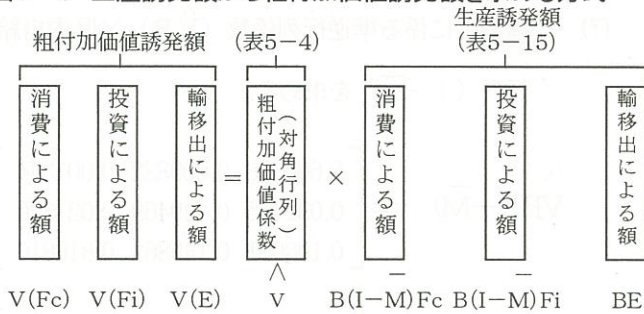 生産誘発額
粗付加価値誘発額 (表5-4) (表5-15)
消費による額
投資による額
輸移出による額
=
粗付加価値係数
(対角行列)
×
消費による額
投資による額
輸移出による額
V(Fc) V(Fi) V(E) V̂ B(I-M̄)Fc B(I-M̄)Fi BE